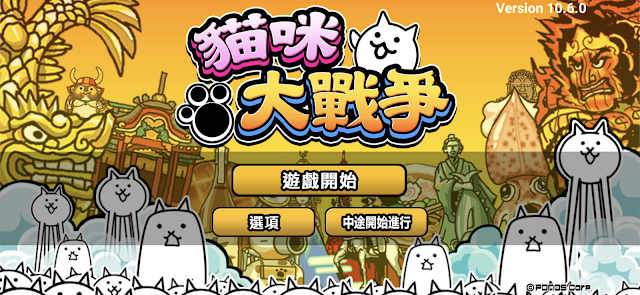 Version 10.6.0
貓咪
大戰爭
遊戲開始
選項
中途開始進行
© PONOS Corp.